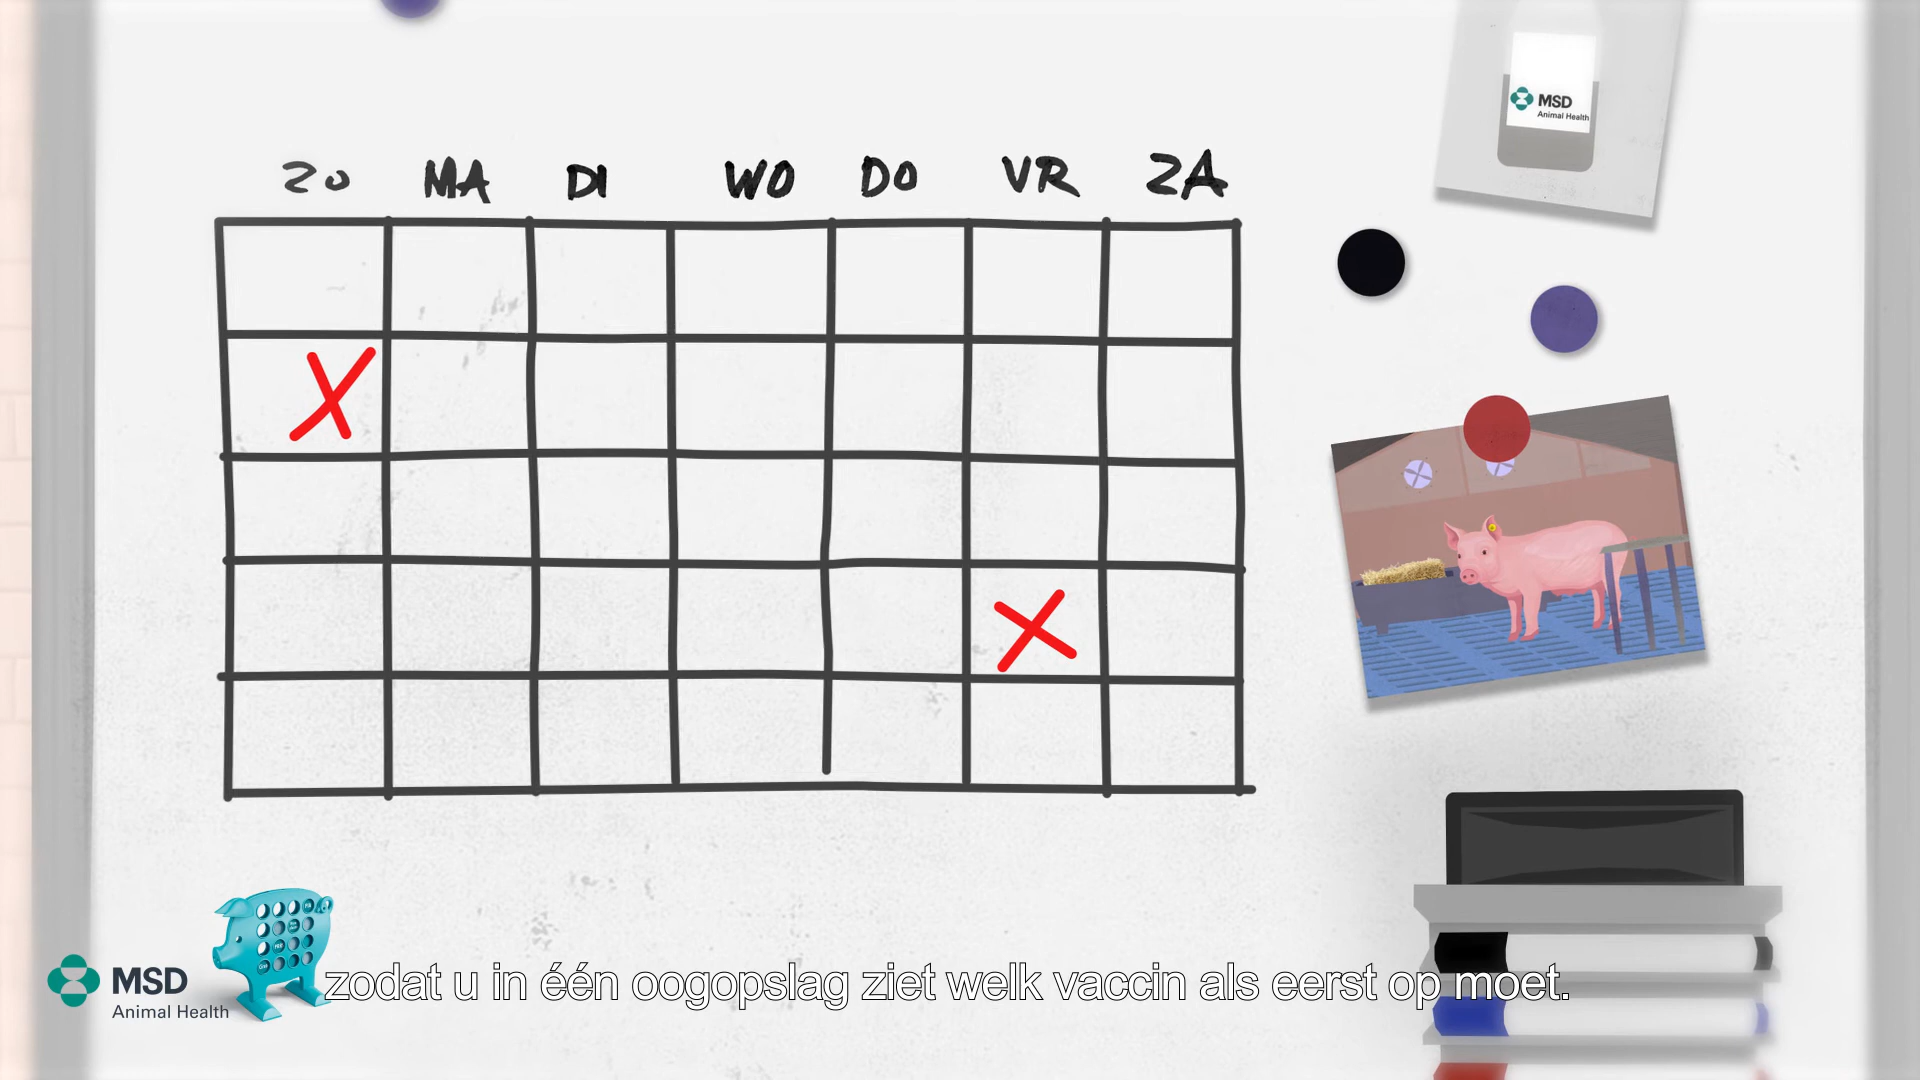 MSD
Animal Health
ZO MA DI WO DO VR ZA
MSD
Animal Health
zodat u in één oogopslag ziet welk vaccin als eerst op moet.